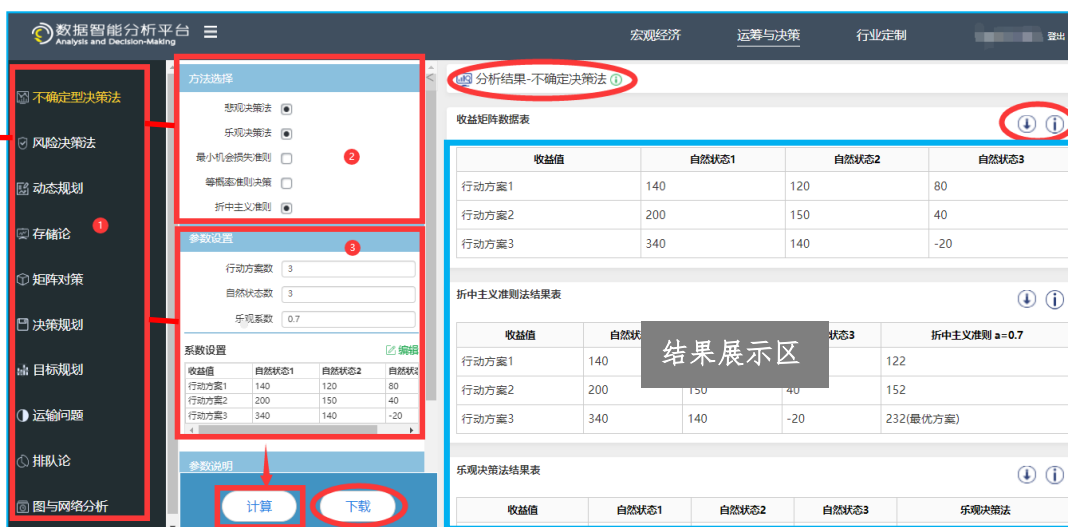 数据智能分析平台
Analysis and Decision-Making
宏观经济 运筹与决策 行业定制 登出
不确定型决策法
风险决策法
动态规划
存储论
矩阵对策
决策规划
目标规划
运输问题
排队论
图与网络分析
1
方法选择
悲观决策法
乐观决策法
最小机会损失准则
等概率准则决策
折中主义准则
2
参数设置
3
行动方案数 3
自然状态数 3
乐观系数 0.7
系数设置 编辑
收益值 自然状态1 自然状态2 自然状
行动方案1 140 120 80
行动方案2 200 150 40
行动方案3 340 140 -20
参数说明
计算 下载
分析结果-不确定决策法
收益矩阵数据表
收益值 自然状态1 自然状态2 自然状态3
行动方案1 140 120 80
行动方案2 200 150 40
行动方案3 340 140 -20
折中主义准则法结果表
收益值 自然状 状态3 折中主义准则 a=0.7
行动方案1 140 122
行动方案2 200 150 40 152
行动方案3 340 140 -20 232(最优方案)
结果展示区
乐观决策法结果表
收益值 自然状态1 自然状态2 自然状态3 乐观决策法